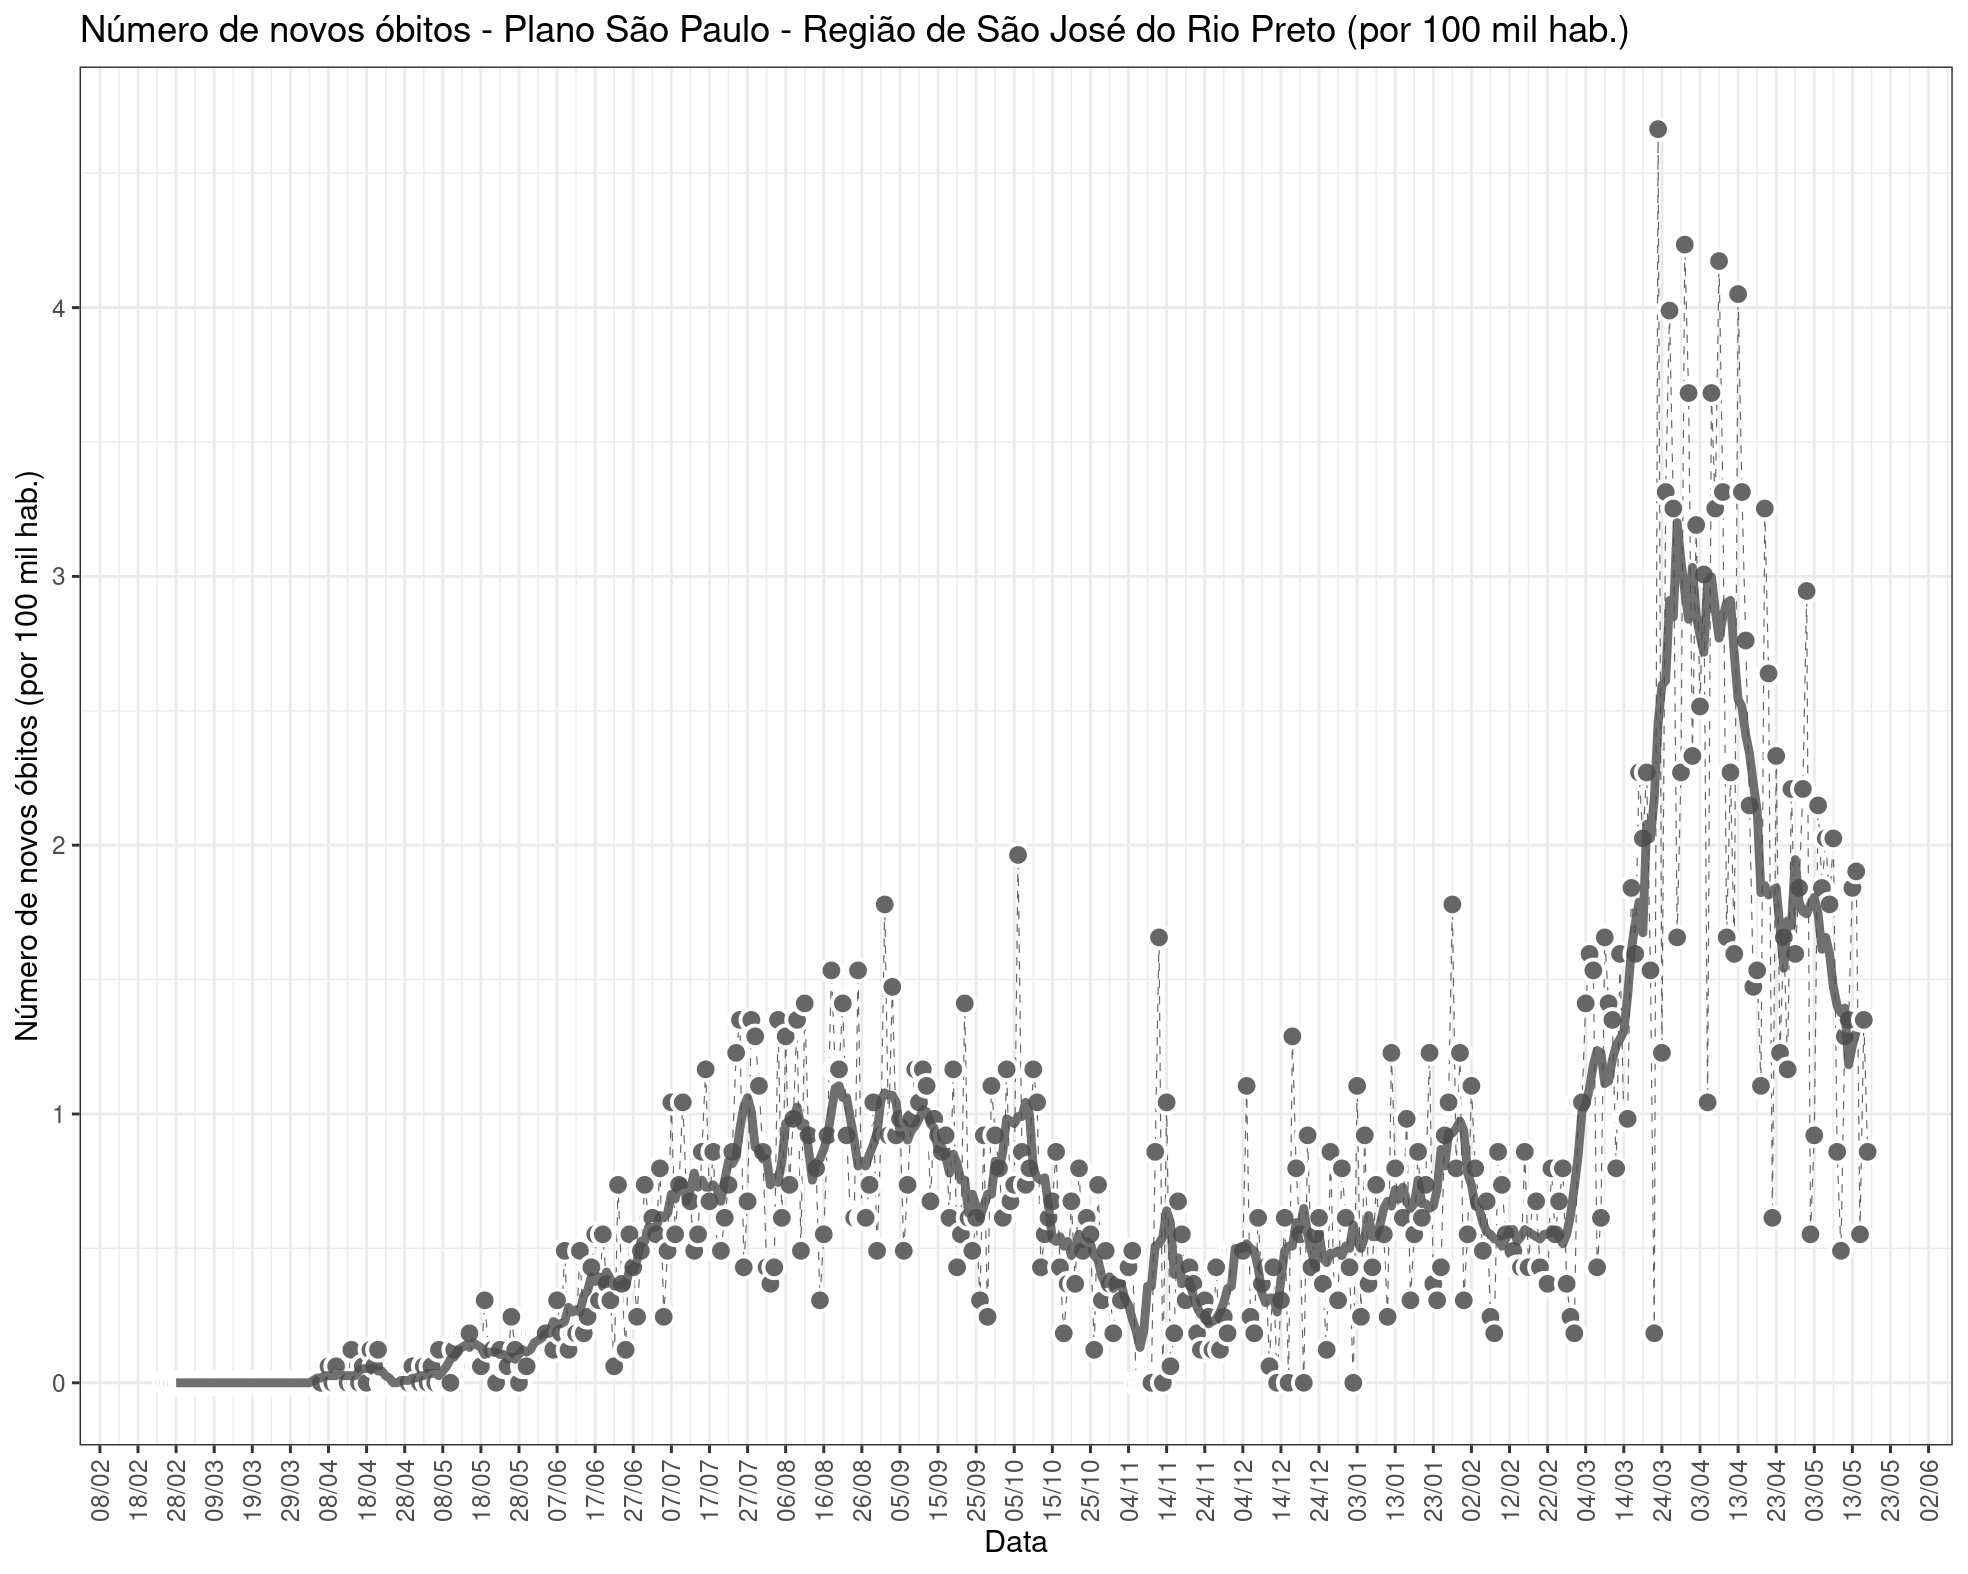 Número de novos óbitos - Plano São Paulo - Região de São José do Rio Preto (por 100 mil hab.)
Número de novos óbitos (por 100 mil hab.)
4
3
2
1
0
08/02 18/02 28/02 09/03 19/03 29/03 08/04 18/04 28/04 08/05 18/05 28/05 07/06 17/06 27/06 07/07 17/07 27/07 06/08 16/08 26/08 05/09 15/09 25/09 05/10 15/10 25/10 04/11 14/11 24/11 04/12 14/12 24/12 03/01 13/01 23/01 02/02 12/02 22/02 04/03 14/03 24/03 03/04 13/04 23/04 03/05 13/05 23/05 02/06
Data